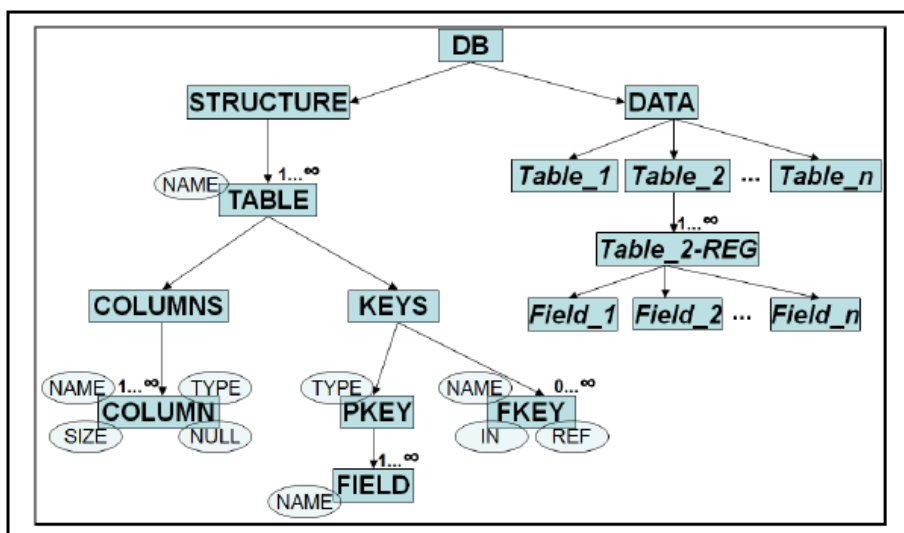 DB
STRUCTURE
DATA
1...∞
NAME
TABLE
Table_1
Table_2
...
Table_n
1...∞
Table_2-REG
COLUMNS
KEYS
Field_1
Field_2
...
Field_n
NAME
1...∞
TYPE
COLUMN
SIZE
NULL
TYPE
PKEY
NAME
0...∞
FKEY
IN
REF
1...∞
NAME
FIELD